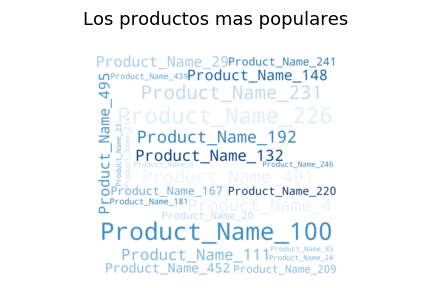 Los productos mas populares
Product_Name_29
Product_Name_241
Product_Name_439
Product_Name_148
Product_Name_495
Product_Name_231
Product_Name_226
Product_Name_23
Product_Name_192
Product_Name_132
Product_Name_246
Product_Name_491
Product_Name_167
Product_Name_220
Product_Name_181
Product_Name_4
Product_Name_20
Product_Name_100
Product_Name_111
Product_Name_85
Product_Name_24
Product_Name_452
Product_Name_209